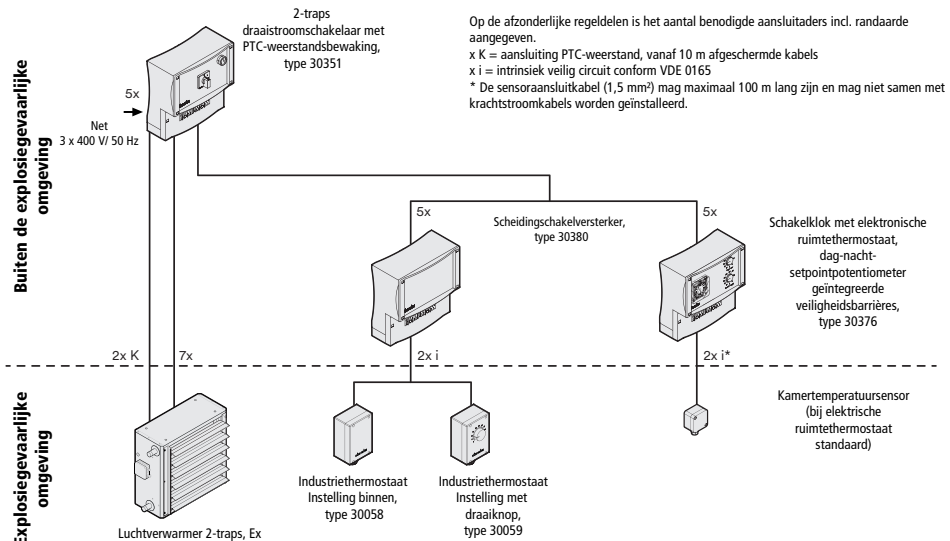 2-traps
draaistroomschakelaar met
PTC-weerstandsbewaking,
type 30351
Op de afzonderlijke regeldelen is het aantal benodigde aansluitaders incl. randaarde
aangegeven.
x K = aansluiting PTC-weerstand, vanaf 10 m afgeschermde kabels
x i = intrinsiek veilig circuit conform VDE 0165
* De sensoraansluitkabel (1,5 mm²) mag maximaal 100 m lang zijn en mag niet samen met
krachtstroomkabels worden geïnstalleerd.
Buiten de explosiegevaarlijke
omgeving
5x
Net
3 x 400 V/ 50 Hz
5x
Scheidingschakelversterker,
type 30380
5x
Schakelklok met elektronische
ruimtethermostaat,
dag-nacht-
setpointpotentiometer
geïntegreerde
veiligheidsbarrières,
type 30376
2x K
7x
2x i
2x i*
Explosiegevaarlijke
omgeving
Luchtverwarmer 2-traps, Ex
Industriethermostaat
Instelling binnen,
type 30058
Industriethermostaat
Instelling met
draaiknop,
type 30059
Kamertemperatuursensor
(bij elektrische
ruimtethermostaat
standaard)